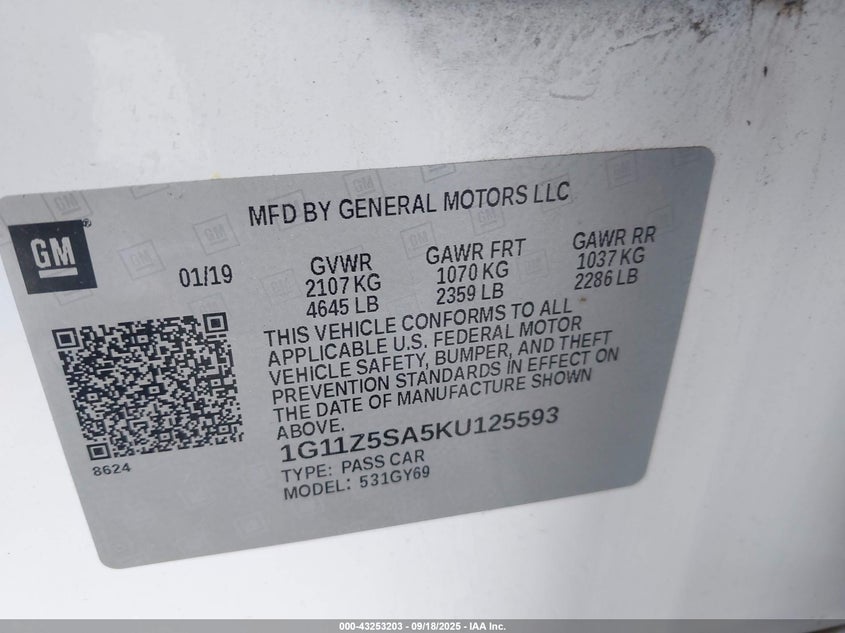 MFD BY GENERAL MOTORS LLC
GM
®
01/19
GVWR
2107 KG
4645 LB
GAWR FRT
1070 KG
2359 LB
GAWR RR
1037 KG
2286 LB
THIS VEHICLE CONFORMS TO ALL
APPLICABLE U.S. FEDERAL MOTOR
VEHICLE SAFETY, BUMPER, AND THEFT
PREVENTION STANDARDS IN EFFECT ON
THE DATE OF MANUFACTURE SHOWN
ABOVE.
1G11Z5SA5KU125593
TYPE: PASS CAR
MODEL: 531GY69
8624
000-43253203 - 09/18/2025 - IAA Inc.